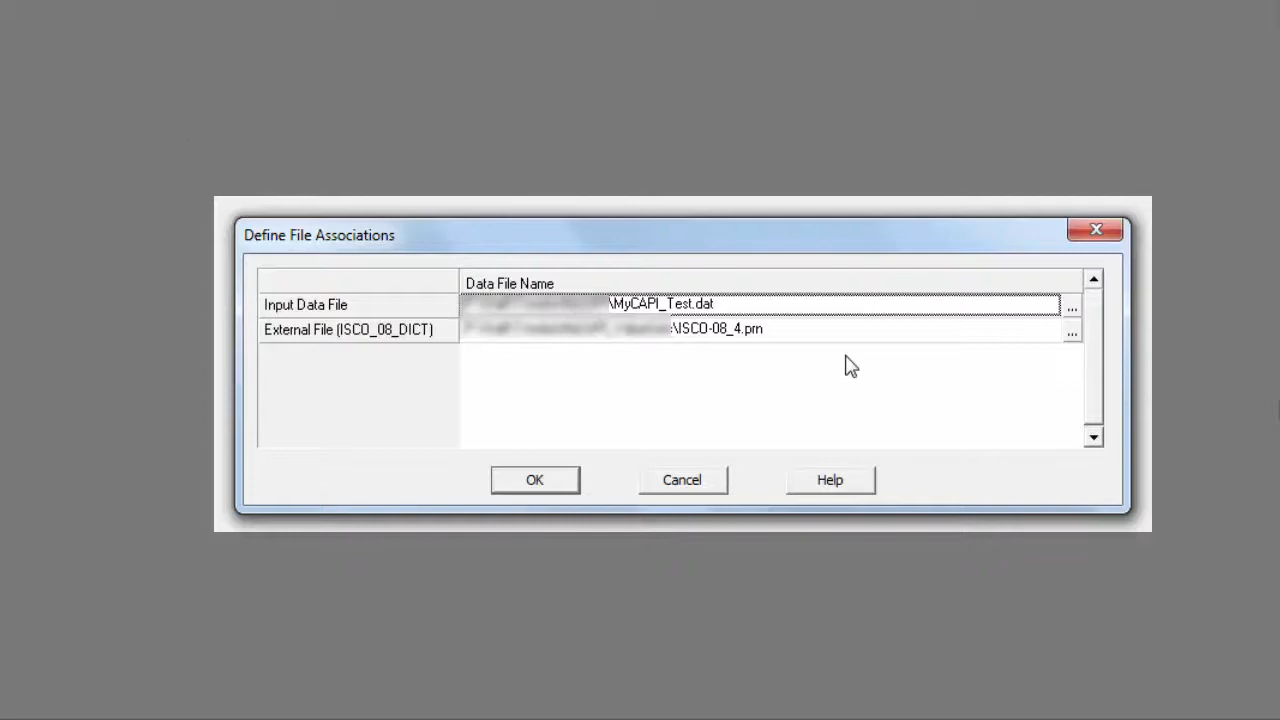 Define File Associations
Data File Name
Input Data File \MyCAPI_Test.dat ...
External File (ISCO_08_DICT) \ISCO-08_4.prn ...
OK Cancel Help